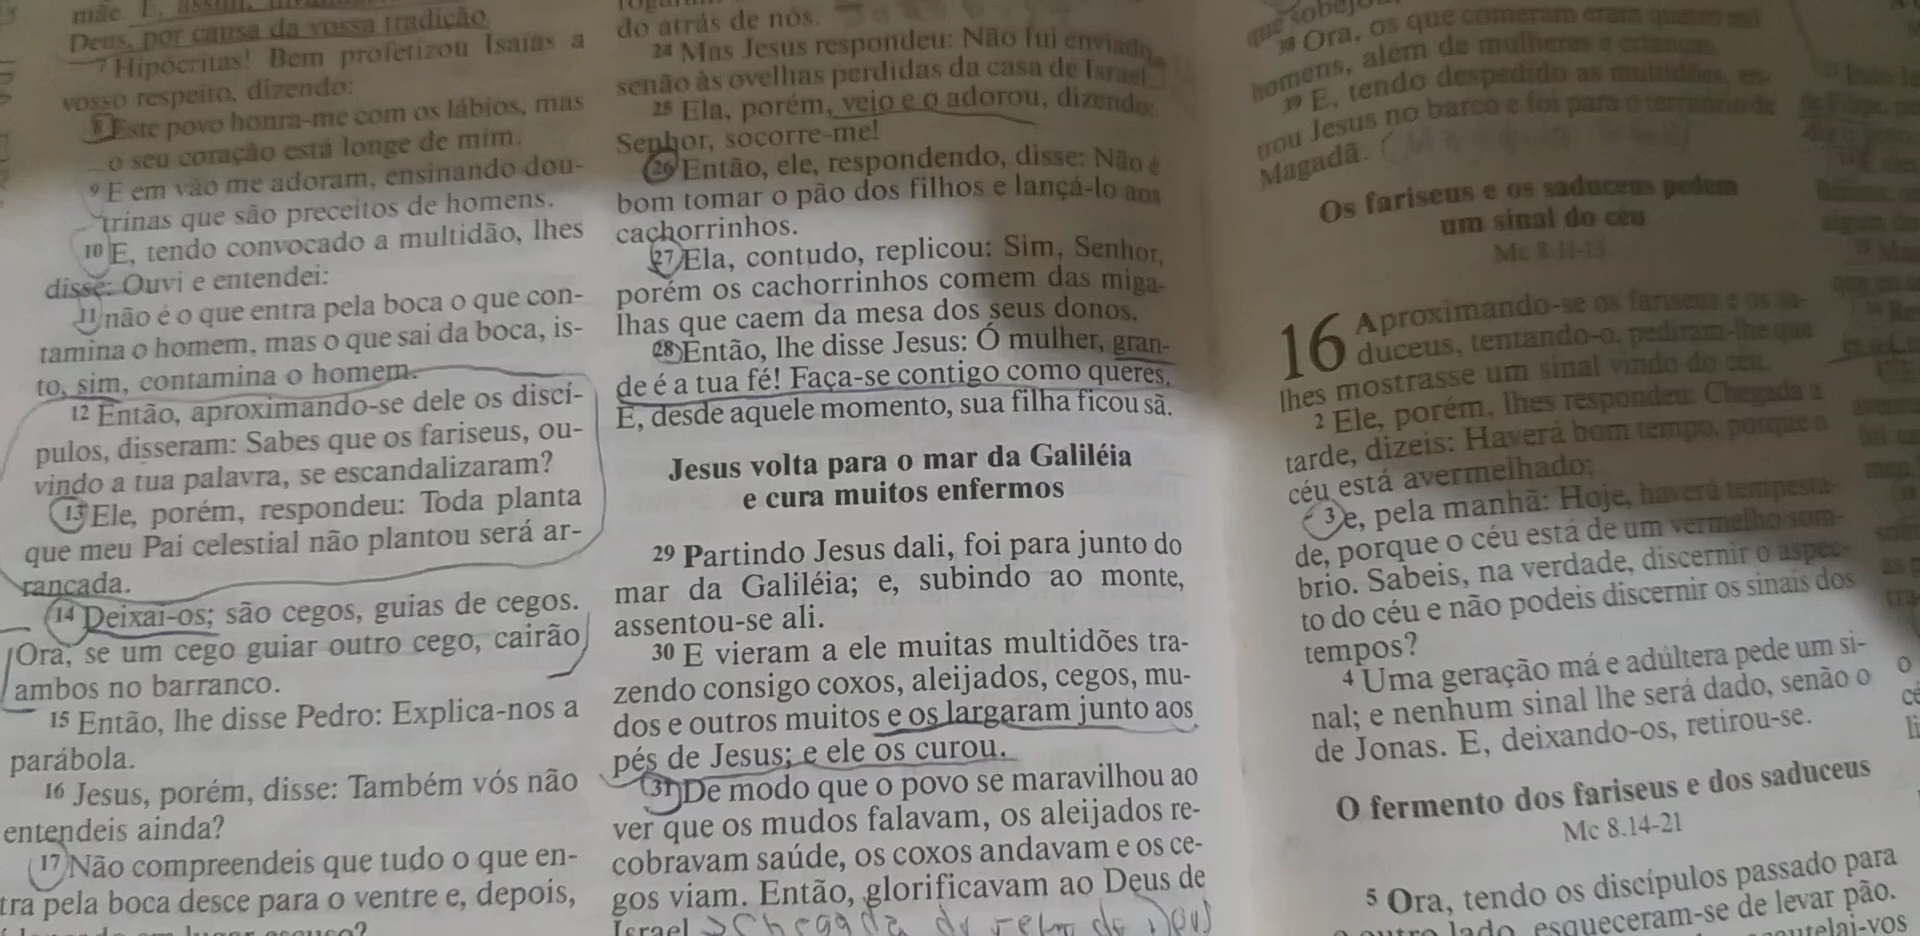 mãe. E, assim,
Deus, por causa da vossa tradição.
7 Hipócritas! Bem profetizou Isaías a
vosso respeito, dizendo:
8 Este povo honra-me com os lábios, mas
o seu coração está longe de mim.
9 E em vão me adoram, ensinando dou-
trinas que são preceitos de homens.
10 E, tendo convocado a multidão, lhes
disse: Ouvi e entendei:
11 não é o que entra pela boca o que con-
tamina o homem, mas o que sai da boca, is-
to, sim, contamina o homem.
12 Então, aproximando-se dele os discí-
pulos, disseram: Sabes que os fariseus, ou-
vindo a tua palavra, se escandalizaram?
13 Ele, porém, respondeu: Toda planta
que meu Pai celestial não plantou será ar-
rancada.
14 Deixai-os; são cegos, guias de cegos.
Ora, se um cego guiar outro cego, cairão
ambos no barranco.
15 Então, lhe disse Pedro: Explica-nos a
parábola.
16 Jesus, porém, disse: Também vós não
entendeis ainda?
17 Não compreendeis que tudo o que en-
tra pela boca desce para o ventre e, depois,
do atrás de nós.
24 Mas Jesus respondeu: Não fui enviado
senão às ovelhas perdidas da casa de Israel.
25 Ela, porém, veio e o adorou, dizendo:
Senhor, socorre-me!
26 Então, ele, respondendo, disse: Não é
bom tomar o pão dos filhos e lançá-lo aos
cachorrinhos.
27 Ela, contudo, replicou: Sim, Senhor,
porém os cachorrinhos comem das miga-
lhas que caem da mesa dos seus donos.
28 Então, lhe disse Jesus: Ó mulher, gran-
de é a tua fé! Faça-se contigo como queres.
E, desde aquele momento, sua filha ficou sã.
Jesus volta para o mar da Galiléia
e cura muitos enfermos
29 Partindo Jesus dali, foi para junto do
mar da Galiléia; e, subindo ao monte,
assentou-se ali.
30 E vieram a ele muitas multidões tra-
zendo consigo coxos, aleijados, cegos, mu-
dos e outros muitos e os largaram junto aos
pés de Jesus; e ele os curou.
31 De modo que o povo se maravilhou ao
ver que os mudos falavam, os aleijados re-
cobravam saúde, os coxos andavam e os ce-
gos viam. Então, glorificavam ao Deus de
Israel Chegada do
que
38 Ora, os que comeram eram quatro mil
homens, além de mulheres e crianças.
39 E, tendo despedido as multidões, en-
trou Jesus no barco e foi para o território de
Magadã.
Os fariseus e os saduceus pedem
um sinal do céu
Mc 8.11-13
16 Aproximando-se os fariseus e os sa-
duceus, tentando-o, pediram-lhe que
lhes mostrasse um sinal vindo do céu.
2 Ele, porém, lhes respondeu: Chegada a
tarde, dizeis: Haverá bom tempo, porque o
céu está avermelhado;
3 e, pela manhã: Hoje, haverá tempesta-
de, porque o céu está de um vermelho som-
brio. Sabeis, na verdade, discernir o aspec-
to do céu e não podeis discernir os sinais dos
tempos?
4 Uma geração má e adúltera pede um si-
nal; e nenhum sinal lhe será dado, senão o
de Jonas. E, deixando-os, retirou-se.
O fermento dos fariseus e dos saduceus
Mc 8.14-21
5 Ora, tendo os discípulos passado para
lado, esqueceram-se de levar pão.